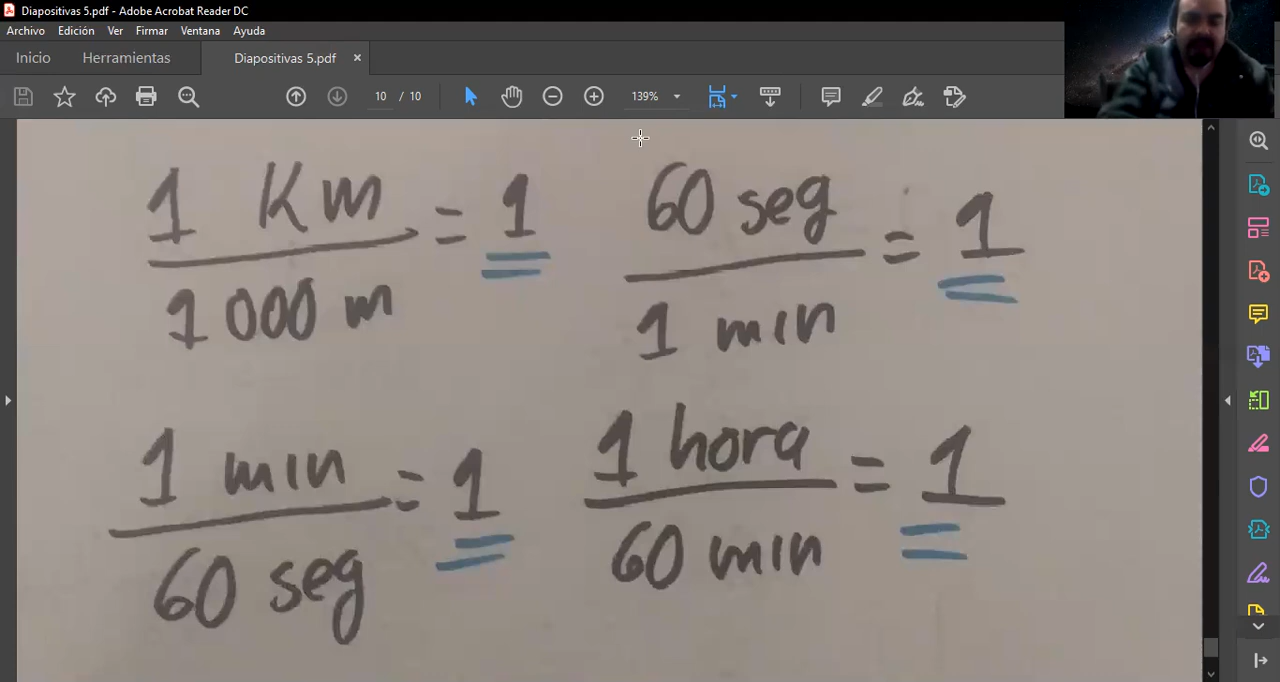 Diapositivas 5.pdf - Adobe Acrobat Reader DC
Archivo Edición Ver Firmar Ventana Ayuda
Inicio Herramientas Diapositivas 5.pdf ×
10 / 10 139%
1 Km
= 1
1 000 m
60 seg
= 1
1 min
1 min
= 1
60 seg
1 hora
= 1
60 min